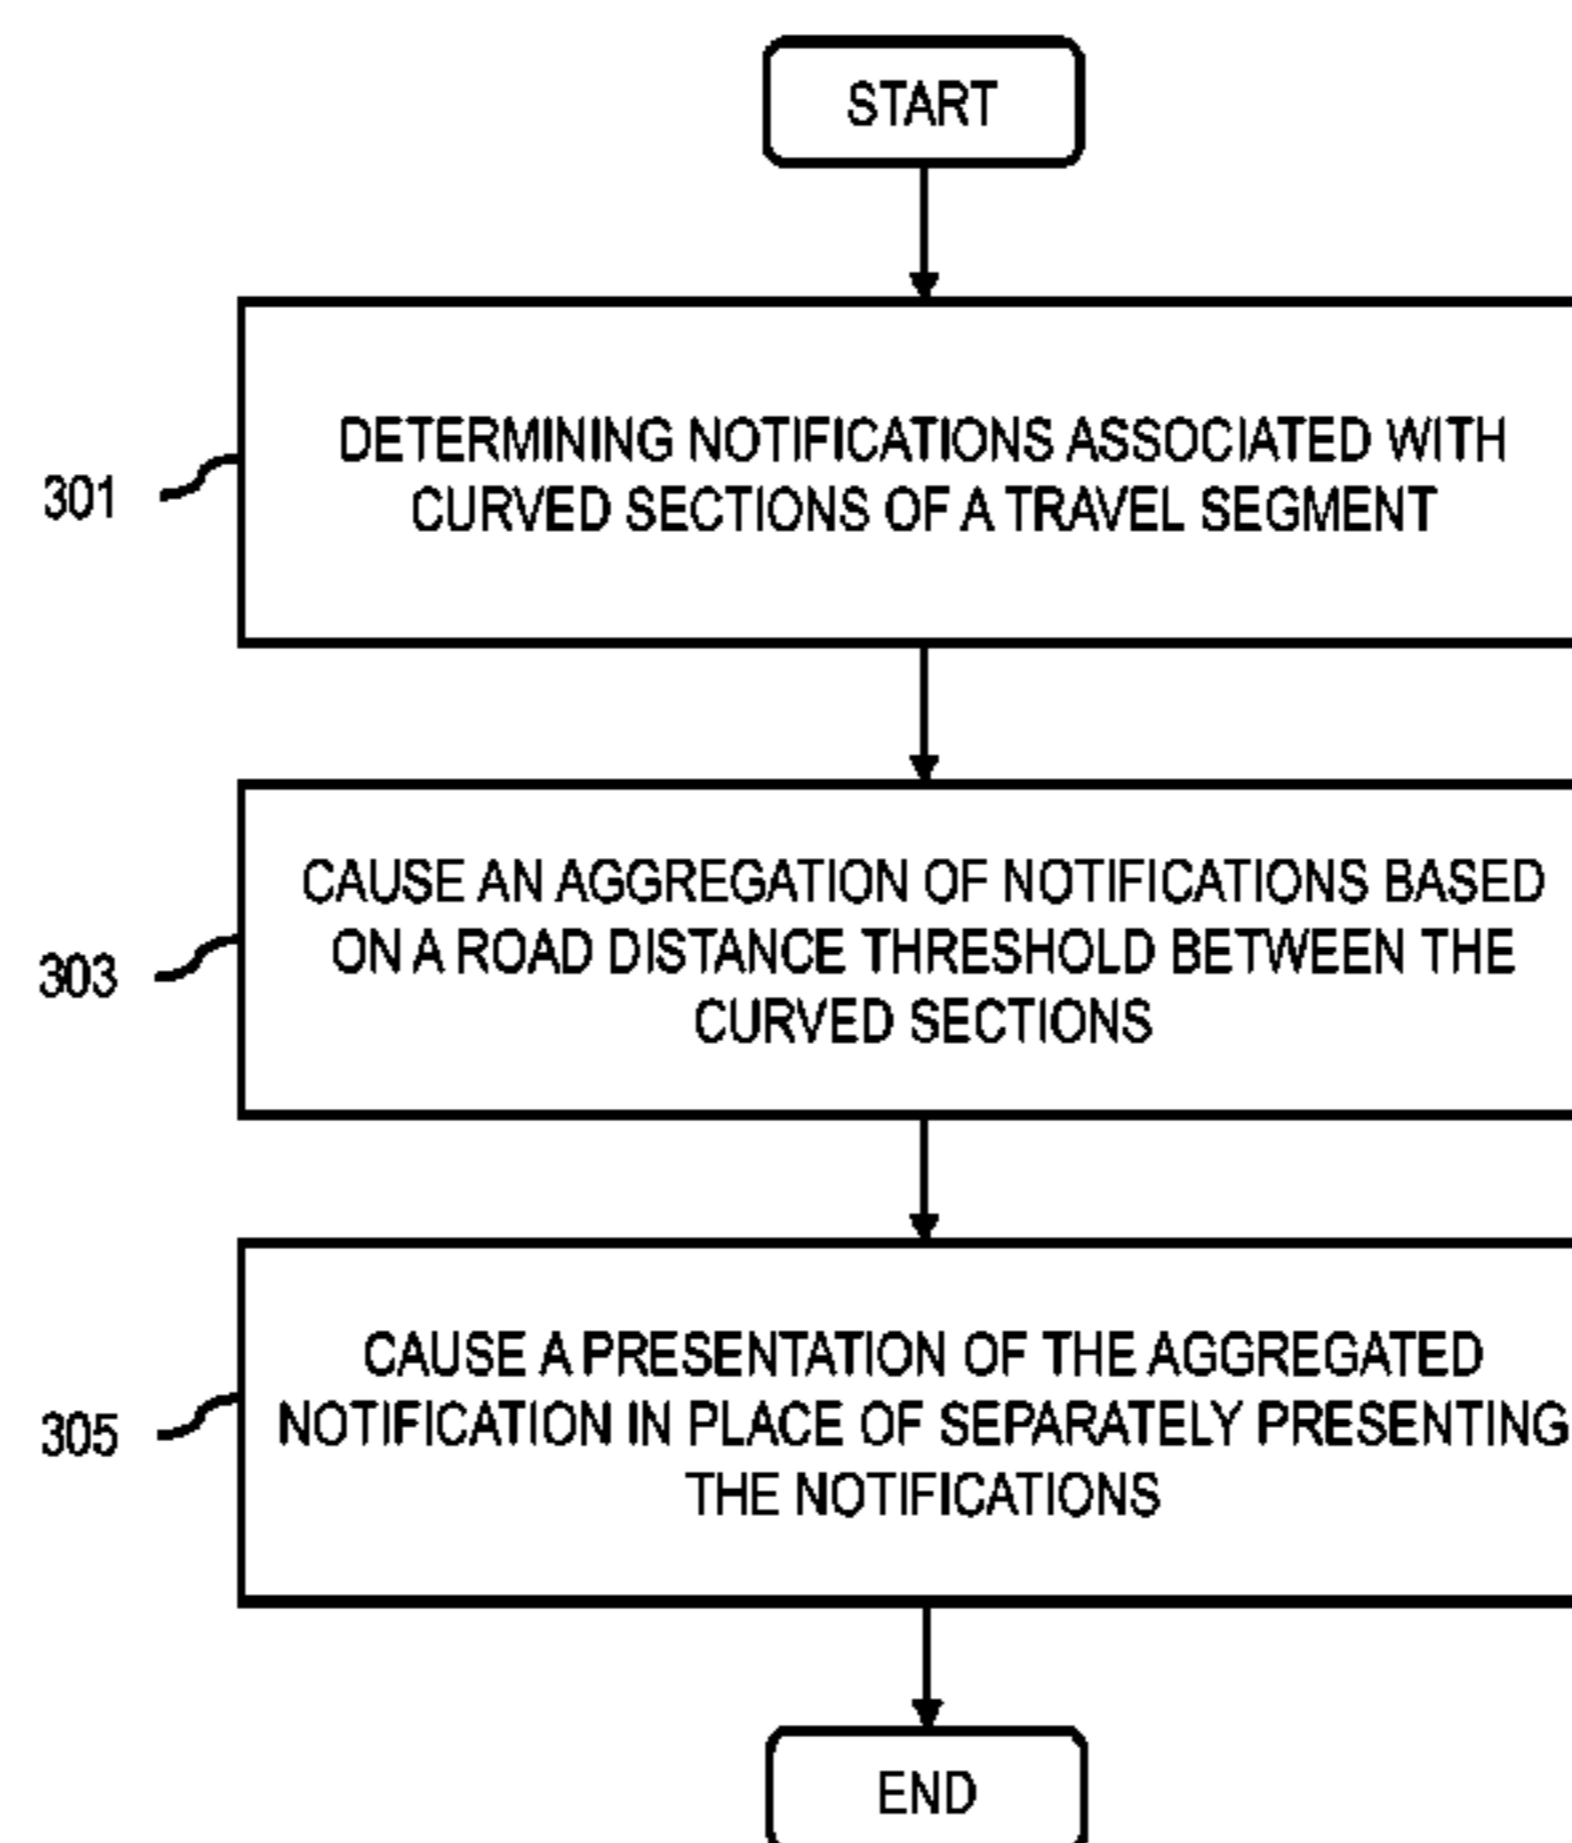 START
301
DETERMINING NOTIFICATIONS ASSOCIATED WITH
CURVED SECTIONS OF A TRAVEL SEGMENT
303
CAUSE AN AGGREGATION OF NOTIFICATIONS BASED
ON A ROAD DISTANCE THRESHOLD BETWEEN THE
CURVED SECTIONS
305
CAUSE A PRESENTATION OF THE AGGREGATED
NOTIFICATION IN PLACE OF SEPARATELY PRESENTING
THE NOTIFICATIONS
END